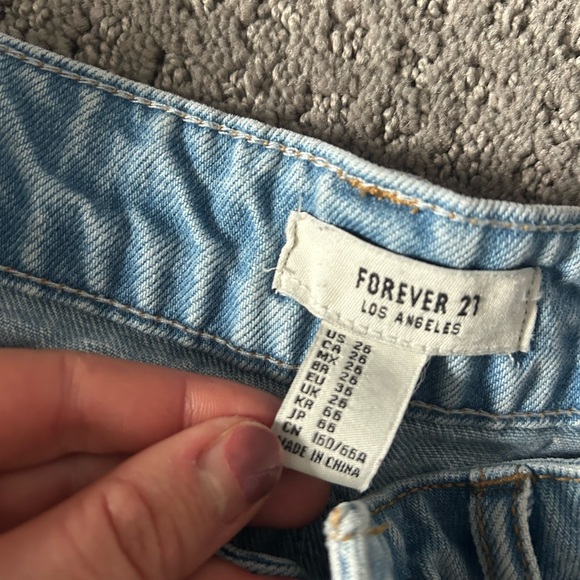 FOREVER 21
LOS ANGELES
US 26
CA 26
MX 26
BR 26
EU 36
UK 26
KR 66
JP 66
CN 160/66A
MADE IN CHINA